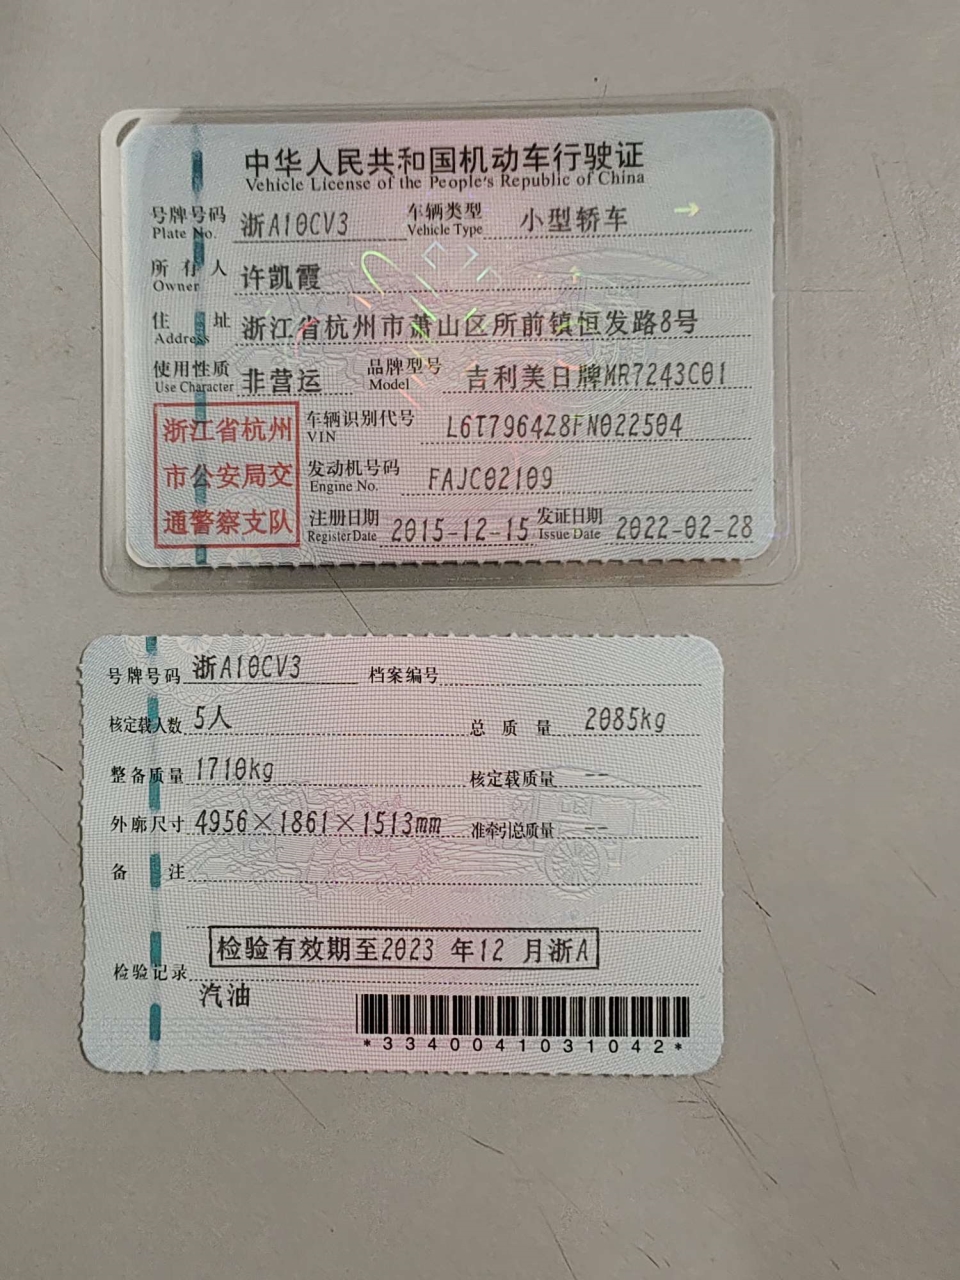 中华人民共和国机动车行驶证
Vehicle License of the People's Republic of China
号牌号码 浙A10CV3 车辆类型 小型轿车
Plate No. Vehicle Type
所有人 许凯霞
Owner
住址 浙江省杭州市萧山区所前镇恒发路8号
Address
使用性质 非营运 品牌型号 吉利美日牌MR7243C01
Use Character Model
浙江省杭州 车辆识别代号 L6T7964Z8FN022504
VIN
市公安局交 发动机号码 FAJC02109
Engine No.
通警察支队 注册日期 2015-12-15 发证日期 2022-02-28
Register Date Issue Date
号牌号码 浙A10CV3 档案编号
核定载人数 5人 总质量 2085kg
整备质量 1710kg 核定载质量 --
外廓尺寸 4956×1861×1513mm 准牵引总质量 --
备注
检验有效期至2023 年12 月浙A
检验记录
汽油
*334004103104​2*